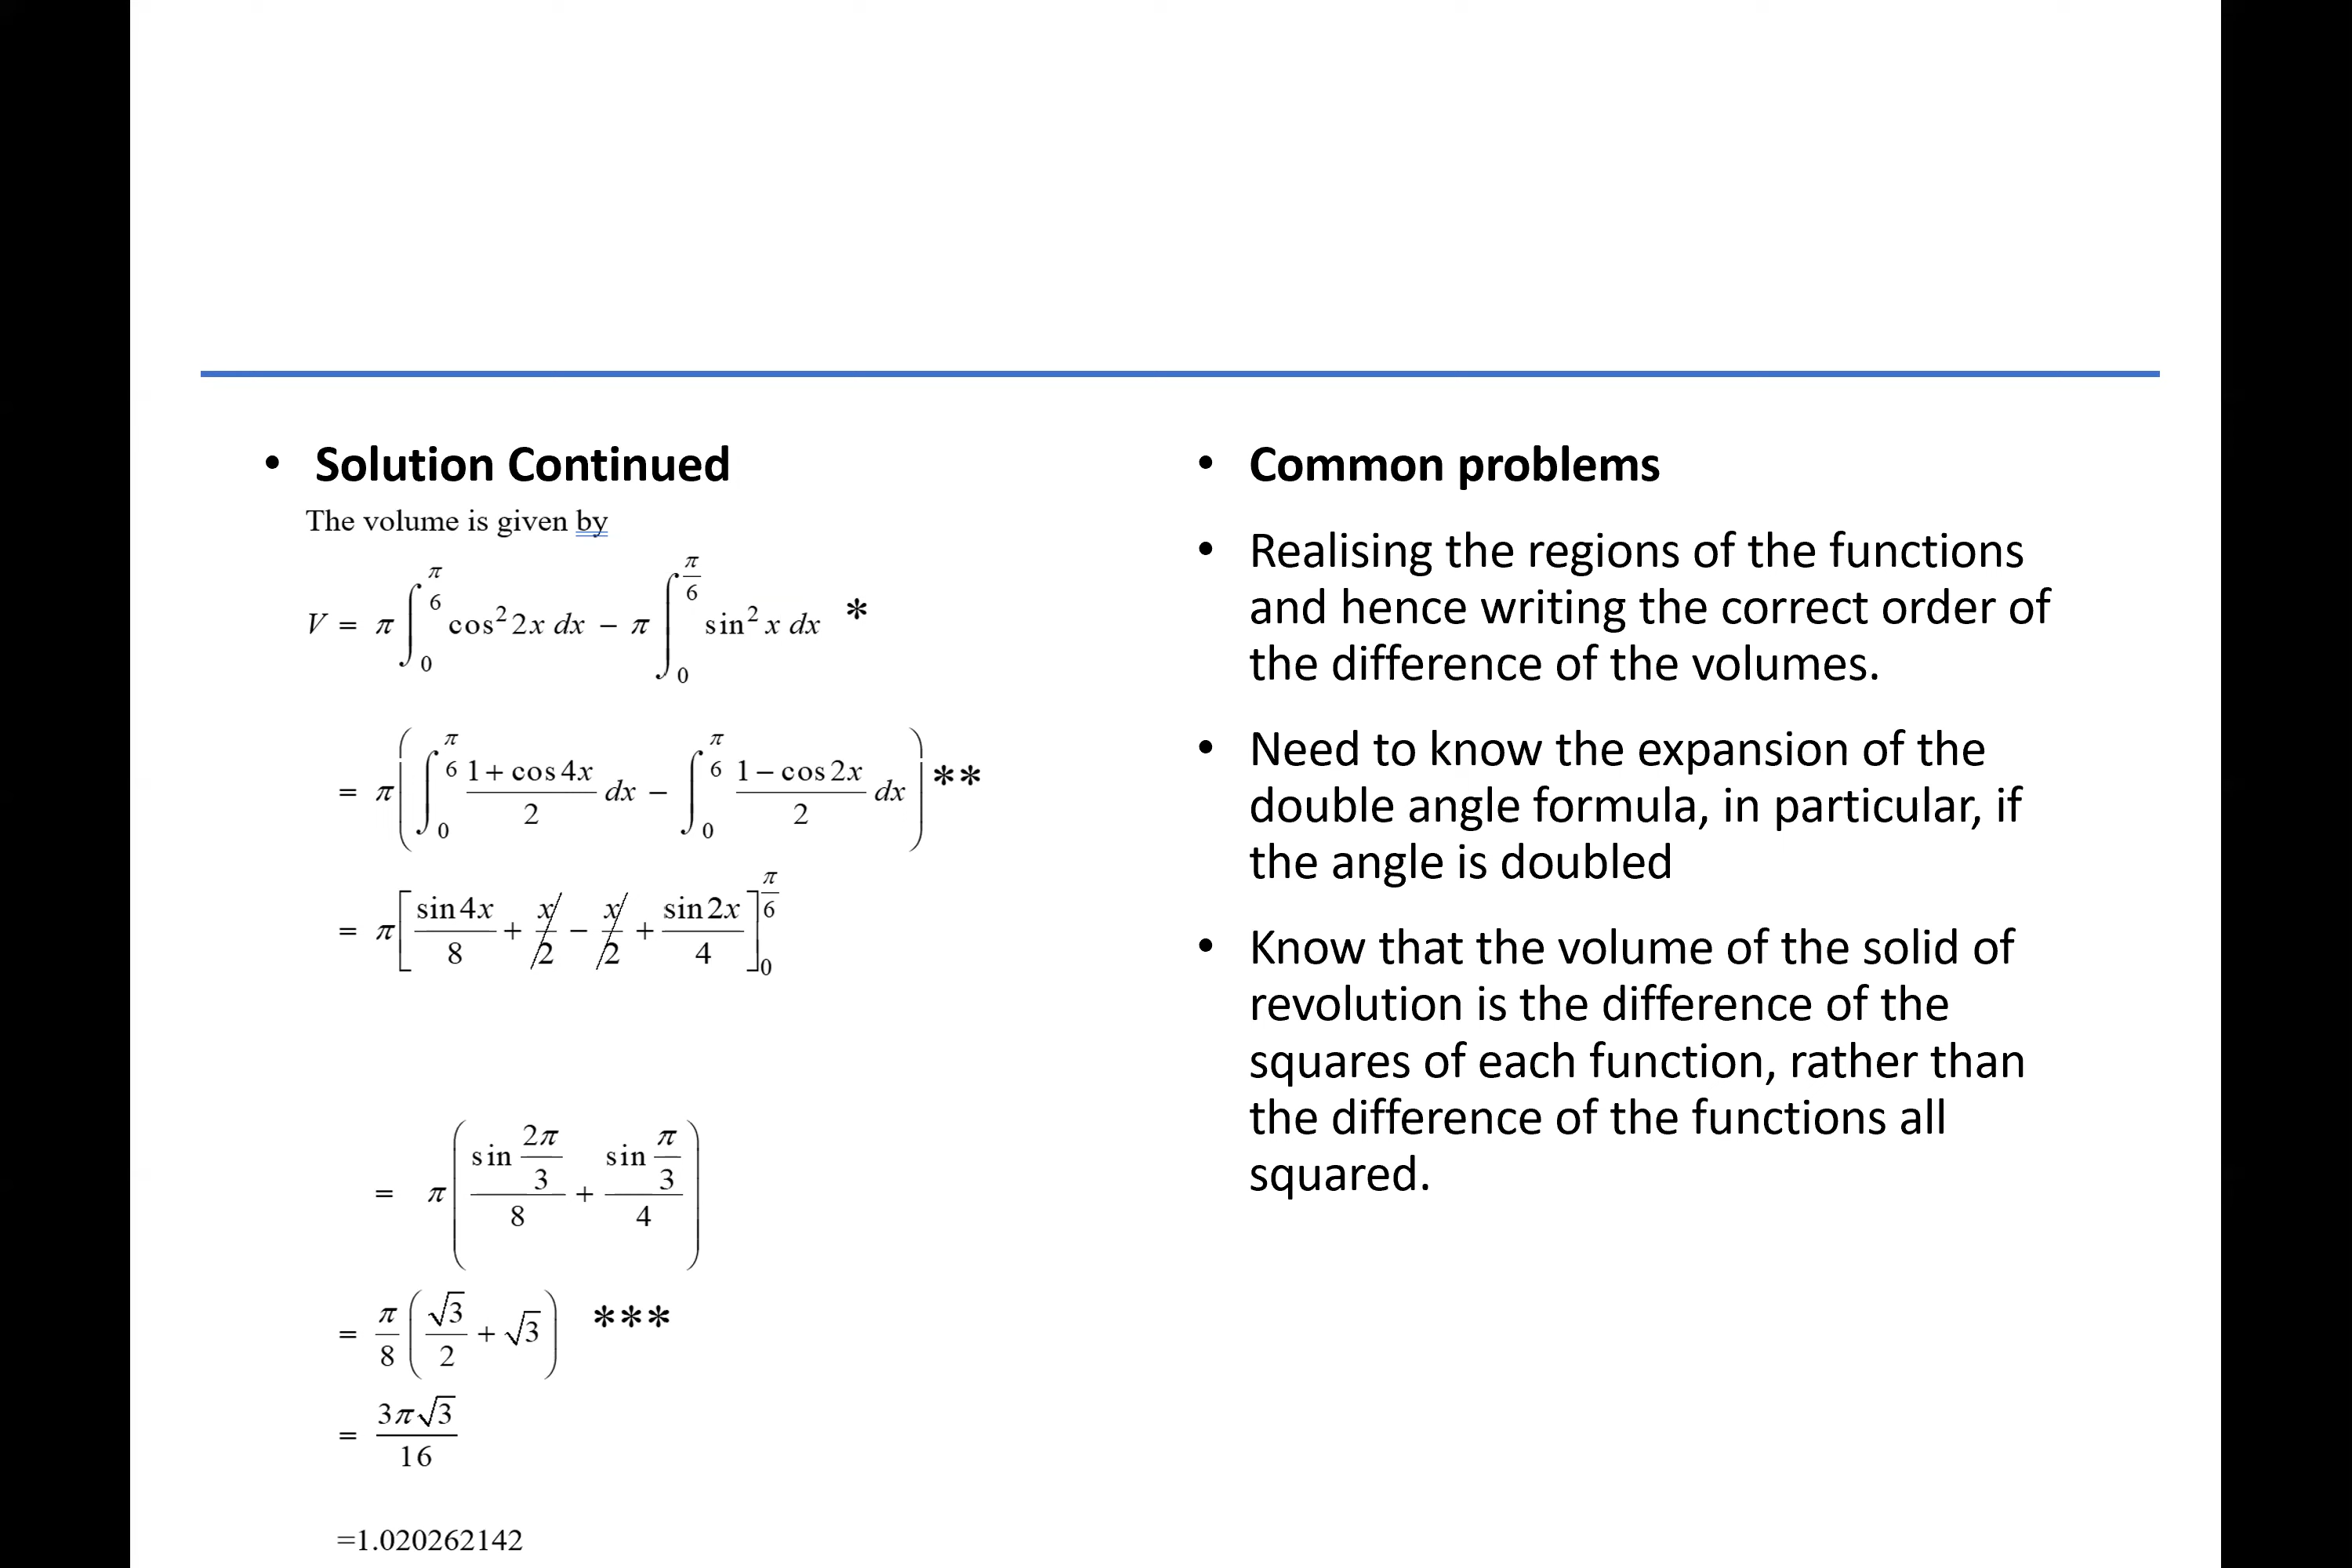 • Solution Continued
The volume is given by
V = π ∫₀^(π/6) cos² 2x dx − π ∫₀^(π/6) sin² x dx *
= π( ∫₀^(π/6) (1 + cos 4x)/2 dx − ∫₀^(π/6) (1 − cos 2x)/2 dx ) **
= π[ sin 4x/8 + x/2 − x/2 + sin 2x/4 ]₀^(π/6)
= π( (sin 2π/3)/8 + (sin π/3)/4 )
= π/8 ( √3/2 + √3 ) ***
= 3π√3/16
=1.020262142
• Common problems
• Realising the regions of the functions
and hence writing the correct order of
the difference of the volumes.
• Need to know the expansion of the
double angle formula, in particular, if
the angle is doubled
• Know that the volume of the solid of
revolution is the difference of the
squares of each function, rather than
the difference of the functions all
squared.